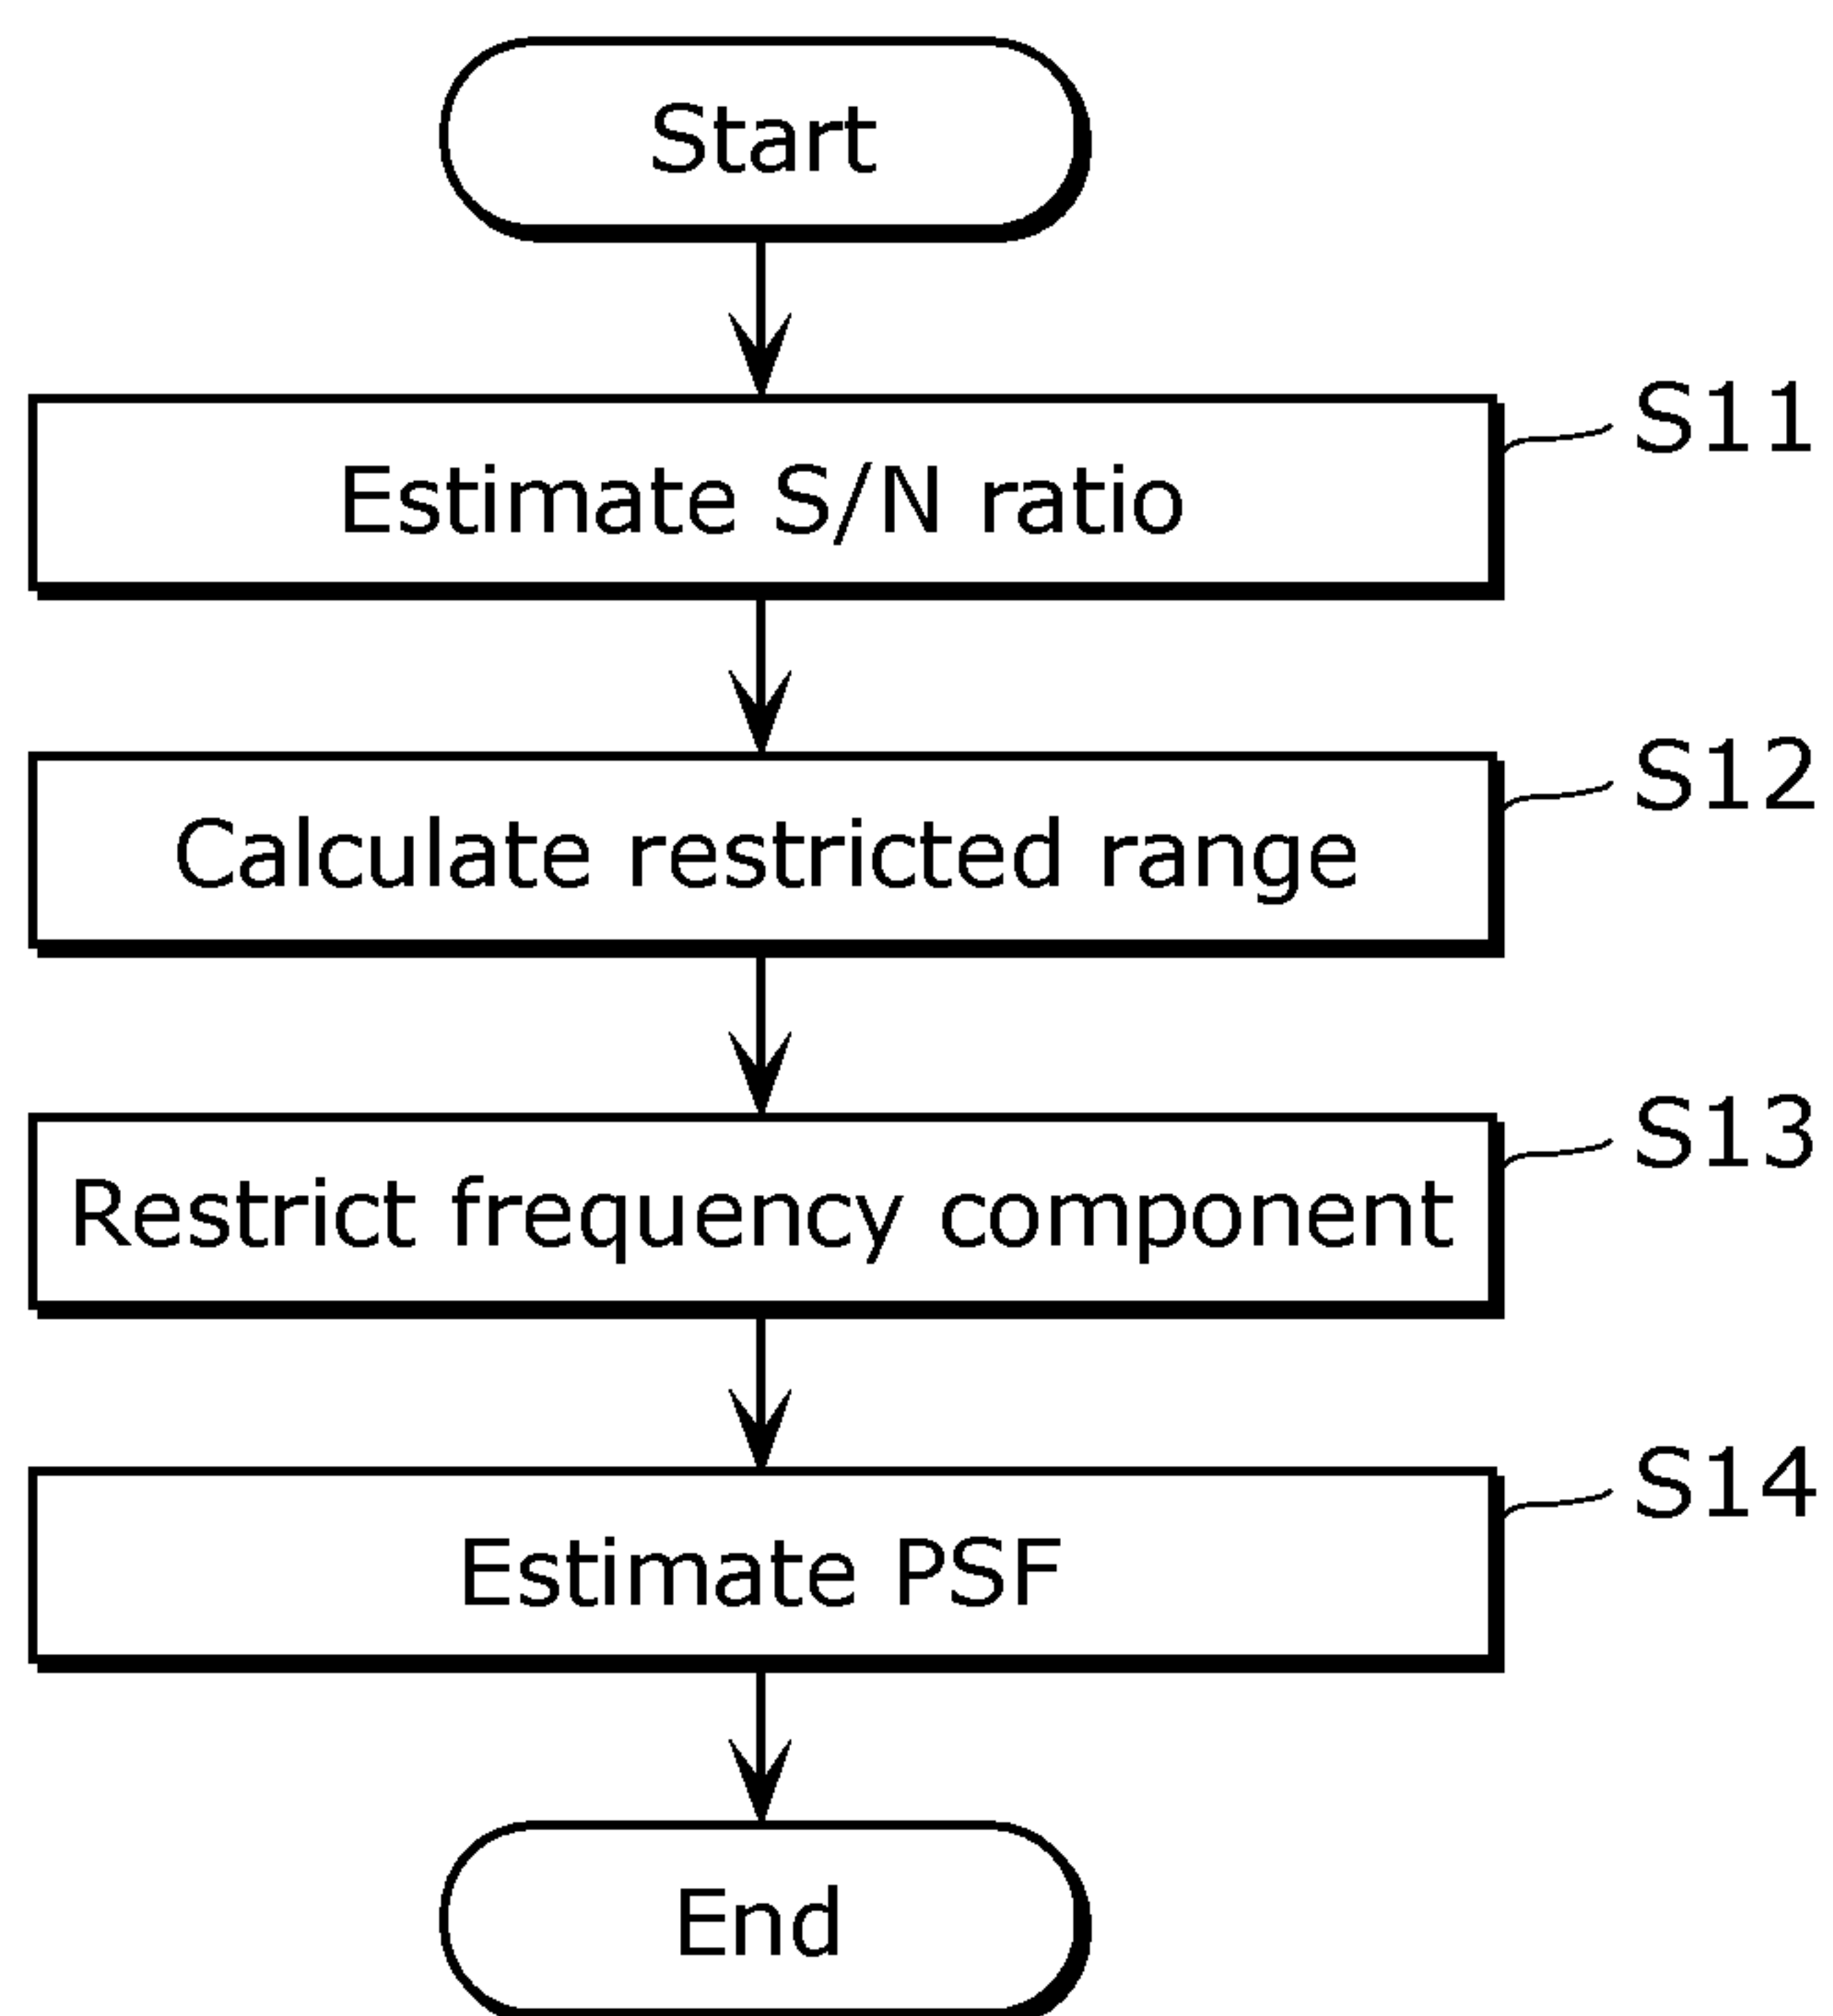 Start
Estimate S/N ratio
S11
Calculate restricted range
S12
Restrict frequency component
S13
Estimate PSF
S14
End